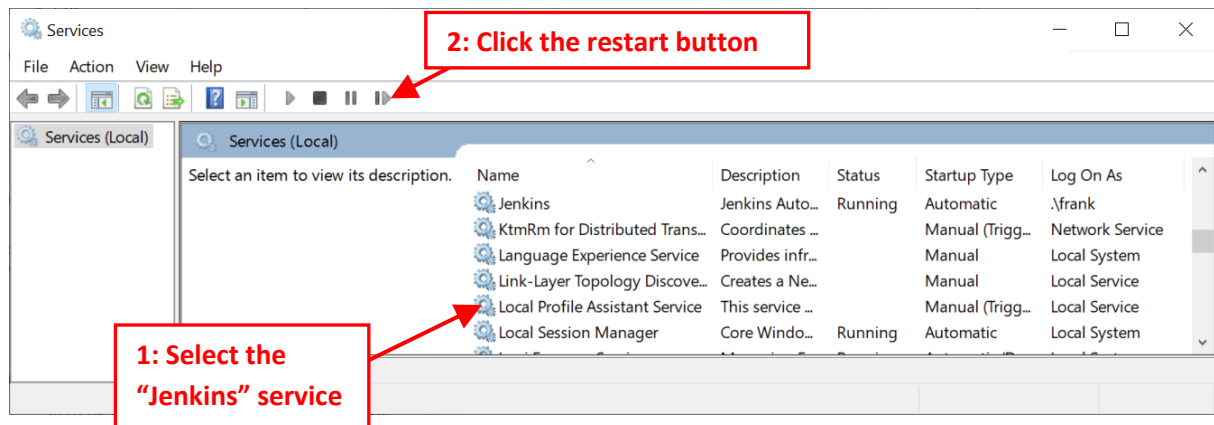 Services
2: Click the restart button
File Action View Help
Services (Local)
Services (Local)
Select an item to view its description.
Name Description Status Startup Type Log On As
Jenkins Jenkins Auto... Running Automatic .\frank
KtmRm for Distributed Trans... Coordinates ... Manual (Trigg... Network Service
Language Experience Service Provides infr... Manual Local System
Link-Layer Topology Discove... Creates a Ne... Manual Local Service
Local Profile Assistant Service This service ... Manual (Trigg... Local Service
Local Session Manager Core Windo... Running Automatic Local System
1: Select the
“Jenkins” service